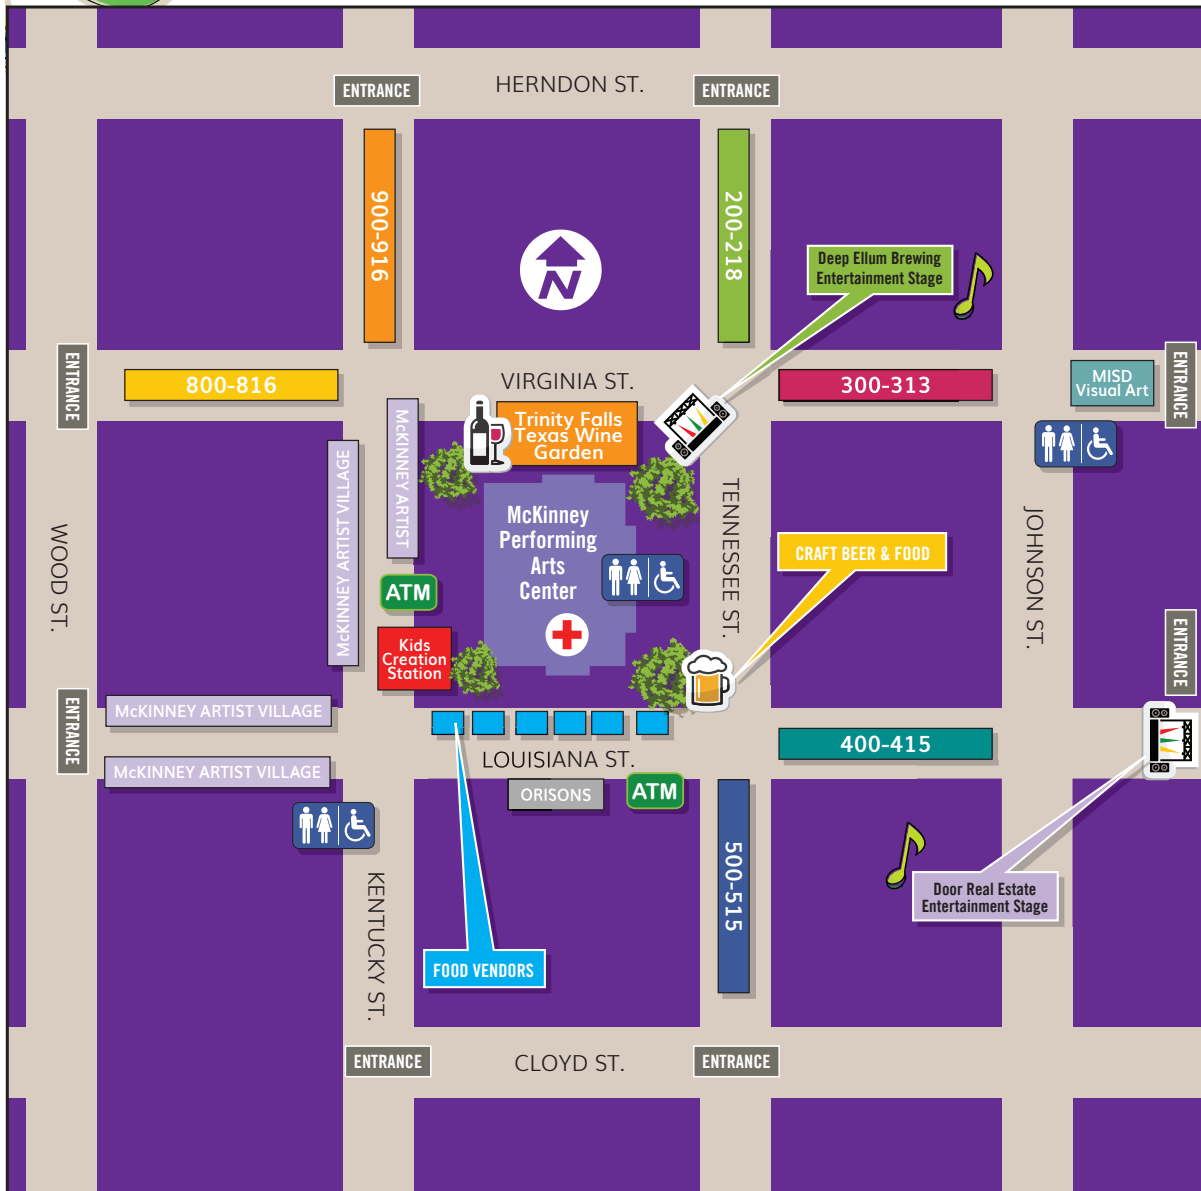 HERNDON ST.
ENTRANCE
ENTRANCE
900-916
200-218
N
Deep Ellum Brewing
Entertainment Stage
ENTRANCE
800-816
VIRGINIA ST.
300-313
MISD
Visual Art
ENTRANCE
McKINNEY ARTIST
Trinity Falls
Texas Wine
Garden
McKINNEY ARTIST VILLAGE
WOOD ST.
McKinney
Performing
Arts
Center
TENNESSEE ST.
JOHNSON ST.
CRAFT BEER & FOOD
ATM
Kids
Creation
Station
ENTRANCE
ENTRANCE
McKINNEY ARTIST VILLAGE
McKINNEY ARTIST VILLAGE
LOUISIANA ST.
400-415
ORISONS
ATM
500-515
KENTUCKY ST.
Door Real Estate
Entertainment Stage
FOOD VENDORS
ENTRANCE
CLOYD ST.
ENTRANCE